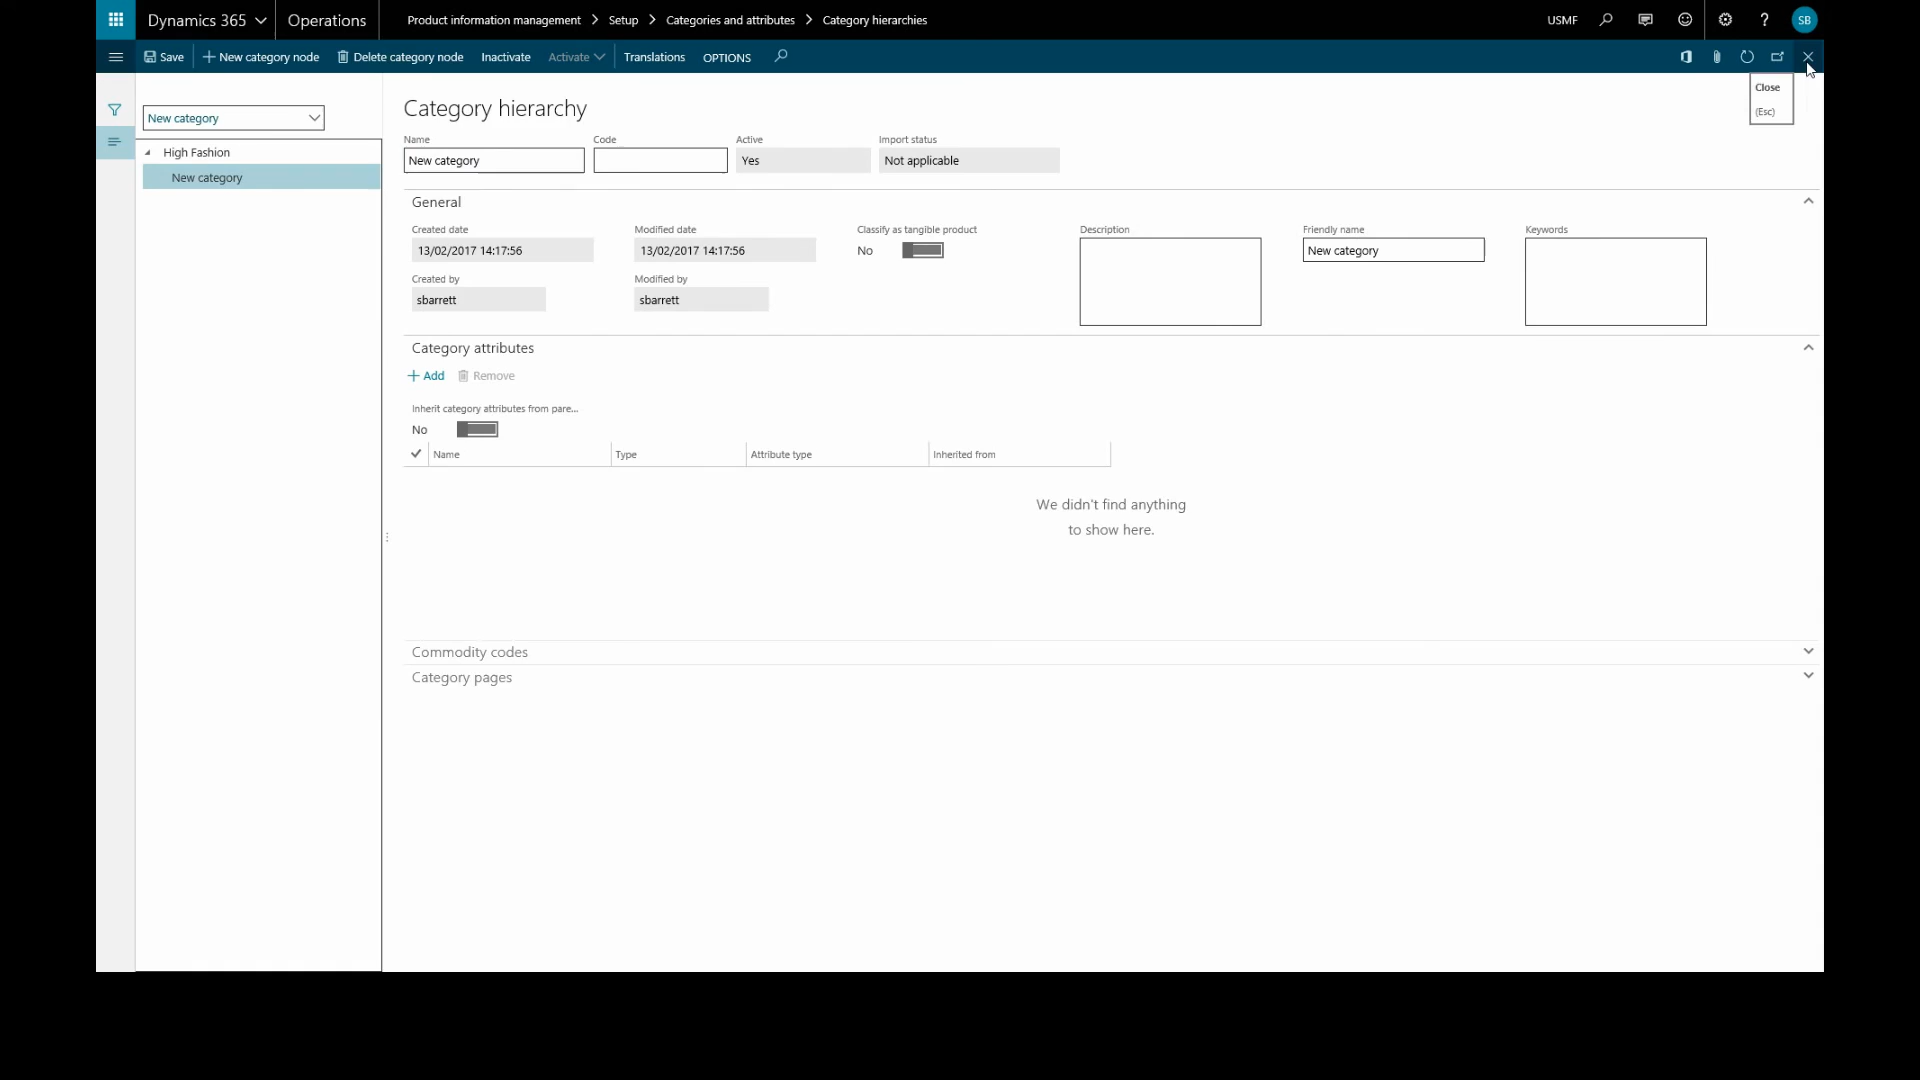 Dynamics 365 Operations Product information management Setup Categories and attributes Category hierarchies USMF ? SB
Save New category node Delete category node Inactivate Activate Translations OPTIONS
Close
(Esc)
New category
High Fashion
New category
Category hierarchy
Name Code Active Import status
New category Yes Not applicable
General
Created date Modified date Classify as tangible product Description Friendly name Keywords
13/02/2017 14:17:56 13/02/2017 14:17:56 No New category
Created by Modified by
sbarrett sbarrett
Category attributes
Add Remove
Inherit category attributes from pare...
No
Name Type Attribute type Inherited from
We didn't find anything
to show here.
Commodity codes
Category pages